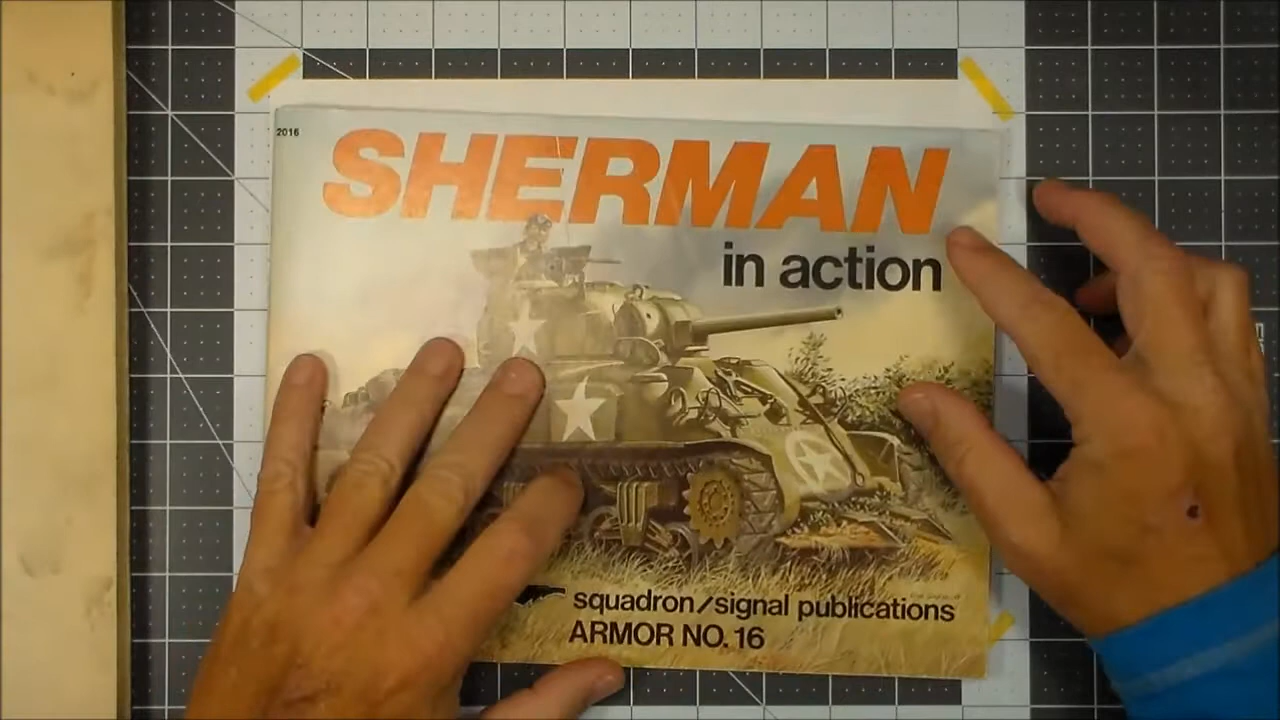 2016
SHERMAN
in action
squadron/signal publications
ARMOR NO. 16